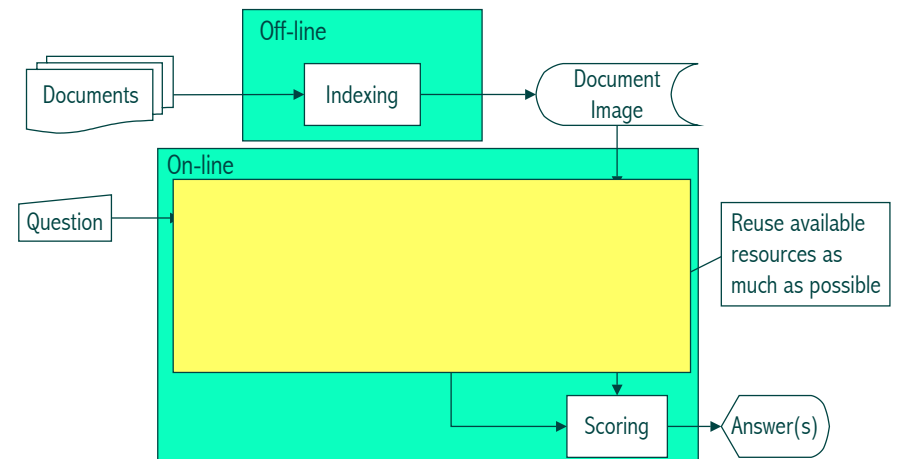 Off-line
Documents
Indexing
Document
Image
On-line
Question
Reuse available
resources as
much as possible
Scoring
Answer(s)